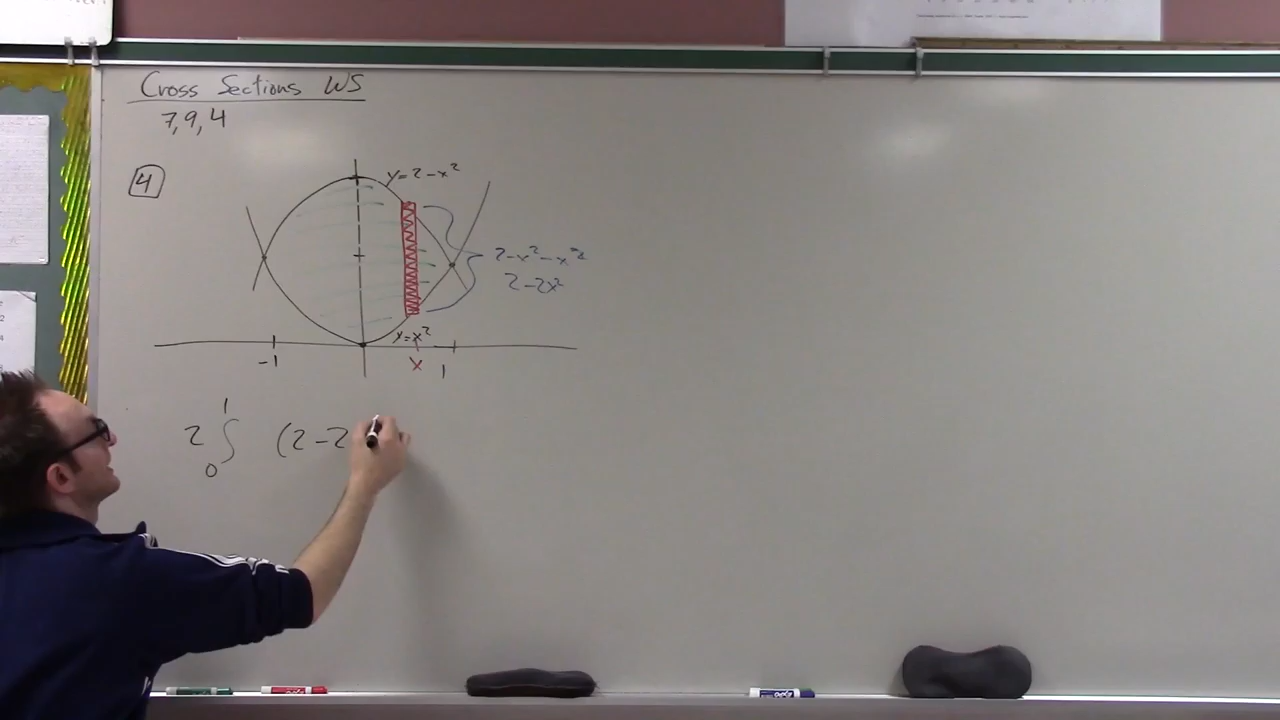 Cross Sections WS
7, 9, 4
4
y=2-x²
2-x²-x²
2-2x²
y=x²
-1
x
1
1
2∫ (2-2
0